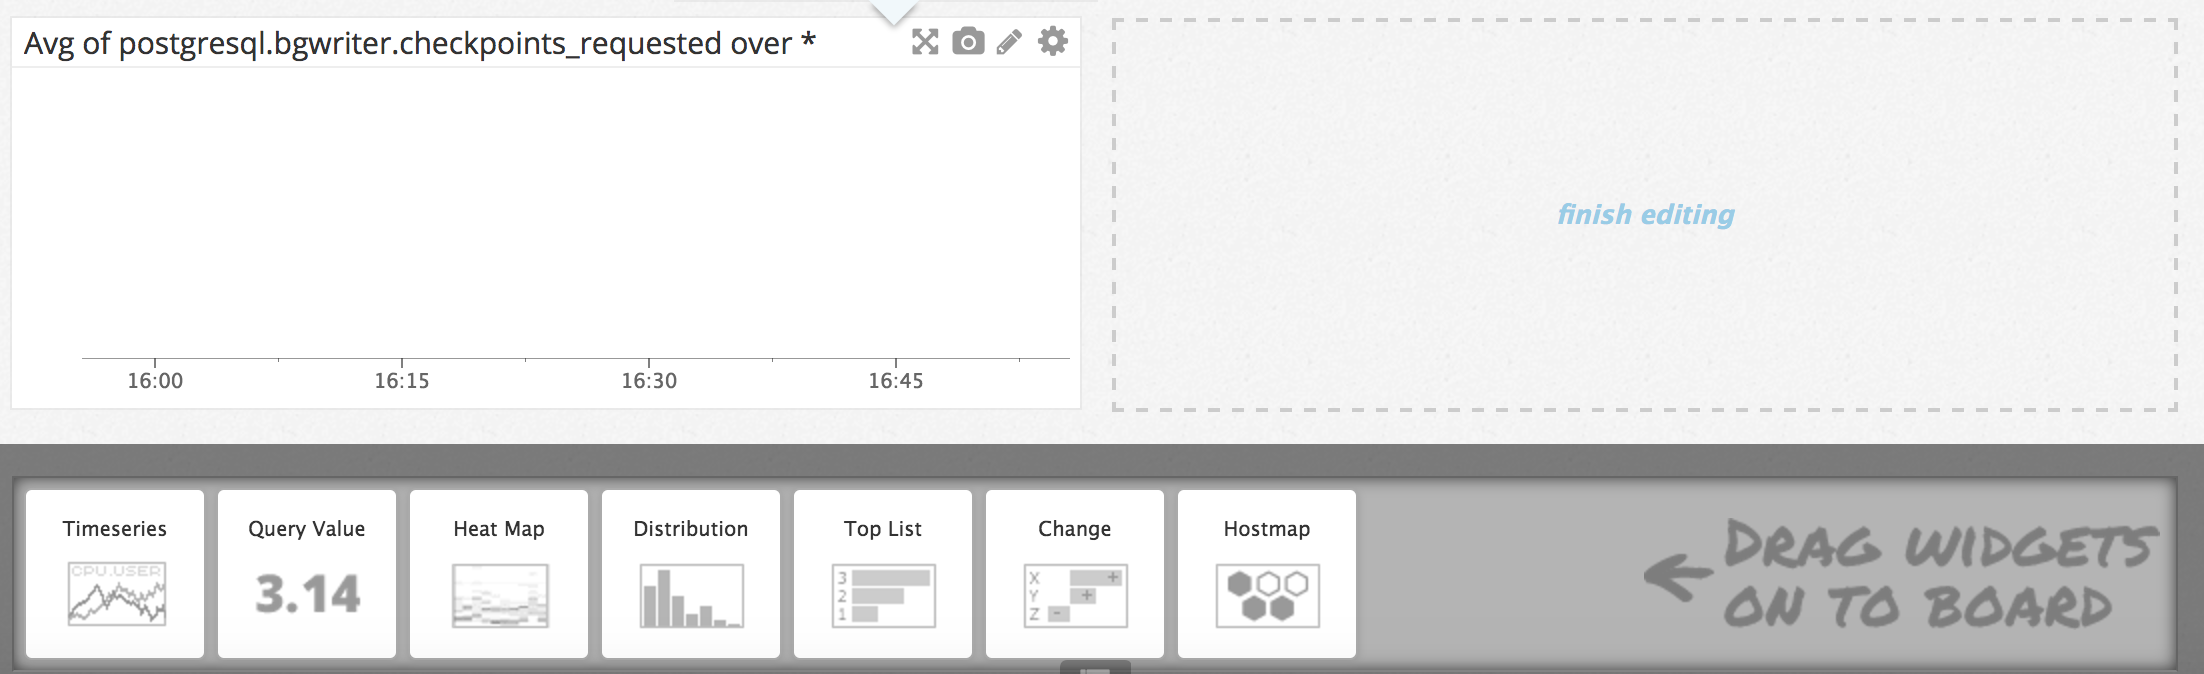 Avg of postgresql.bgwriter.checkpoints_requested over *
16:00 16:15 16:30 16:45
finish editing
Timeseries
CPU.USER
Query Value
3.14
Heat Map
Distribution
Top List
3
2
1
Change
X +
Y +
Z -
Hostmap
DRAG WIDGETS
ON TO BOARD